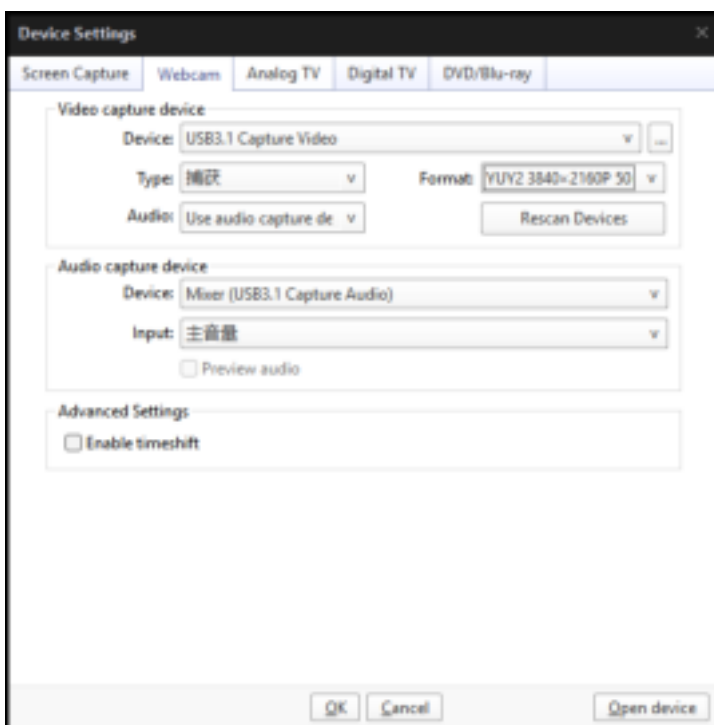 Device Settings
Screen Capture Webcam Analog TV Digital TV DVD/Blu-ray
Video capture device
Device: USB3.1 Capture Video ...
Type: 捕获 Format: YUY2 3840×2160P 50
Audio: Use audio capture de Rescan Devices
Audio capture device
Device: Mixer (USB3.1 Capture Audio)
Input: 主音量
Preview audio
Advanced Settings
Enable timeshift
OK Cancel Open device